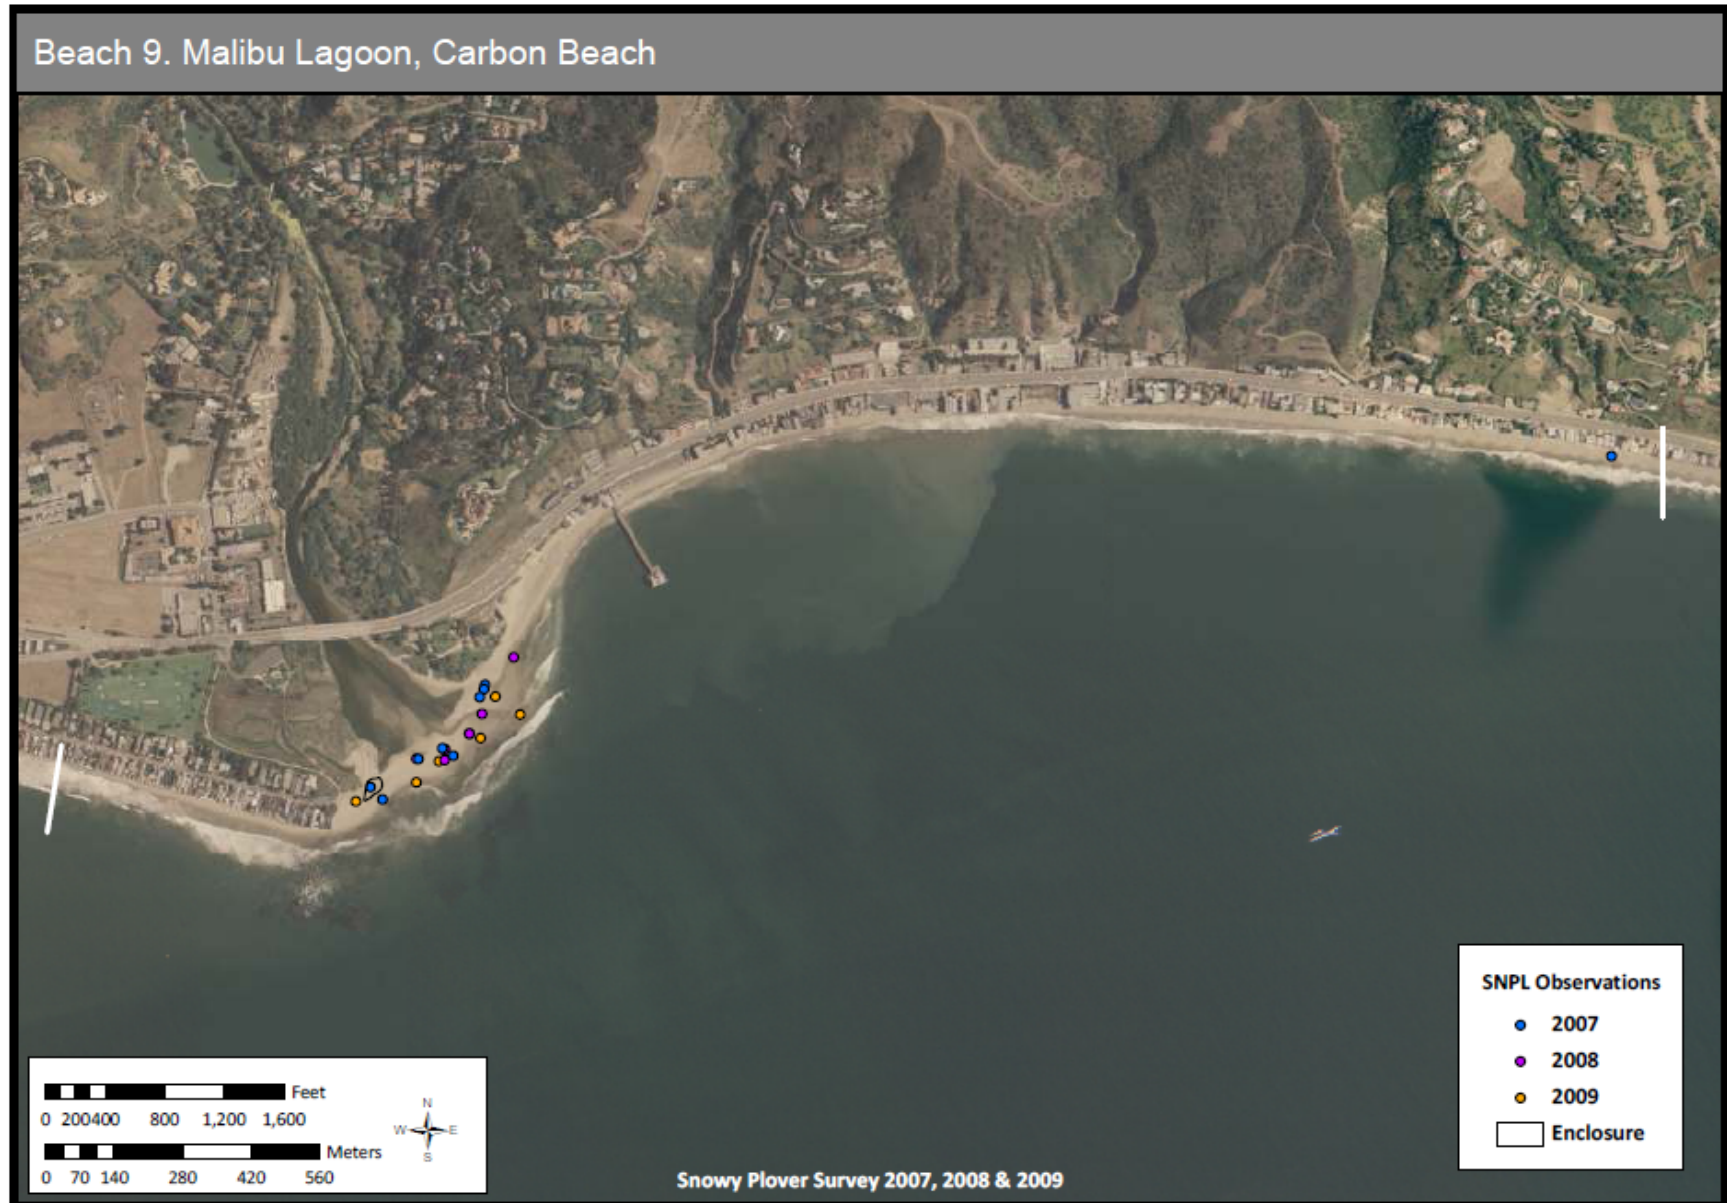 Beach 9. Malibu Lagoon, Carbon Beach
SNPL Observations
2007
2008
2009
Enclosure
Feet
0 200400 800 1,200 1,600
N
W E
S
Meters
0 70 140 280 420 560
Snowy Plover Survey 2007, 2008 & 2009